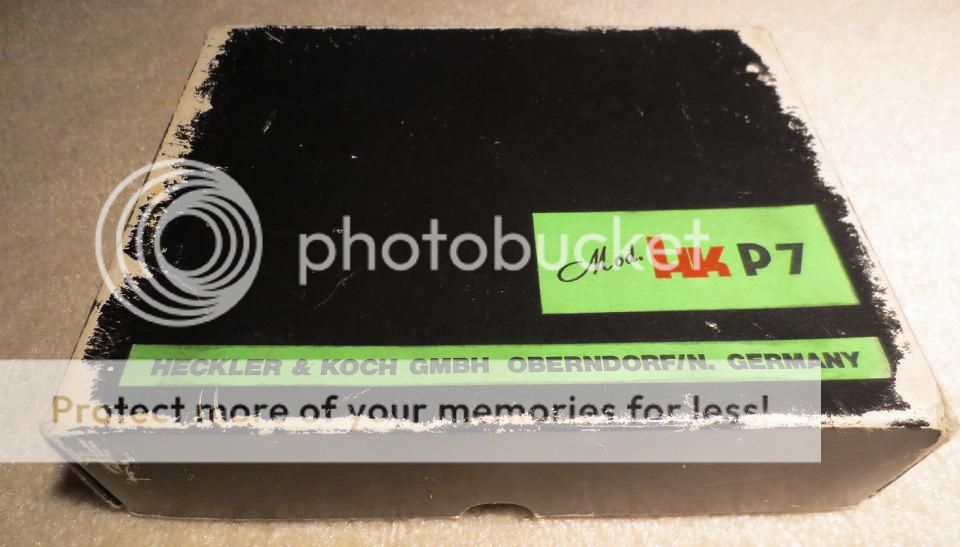 photobucket
Mod. HK P7
HECKLER & KOCH GMBH OBERNDORF/N. GERMANY
Protect more of your memories for less!